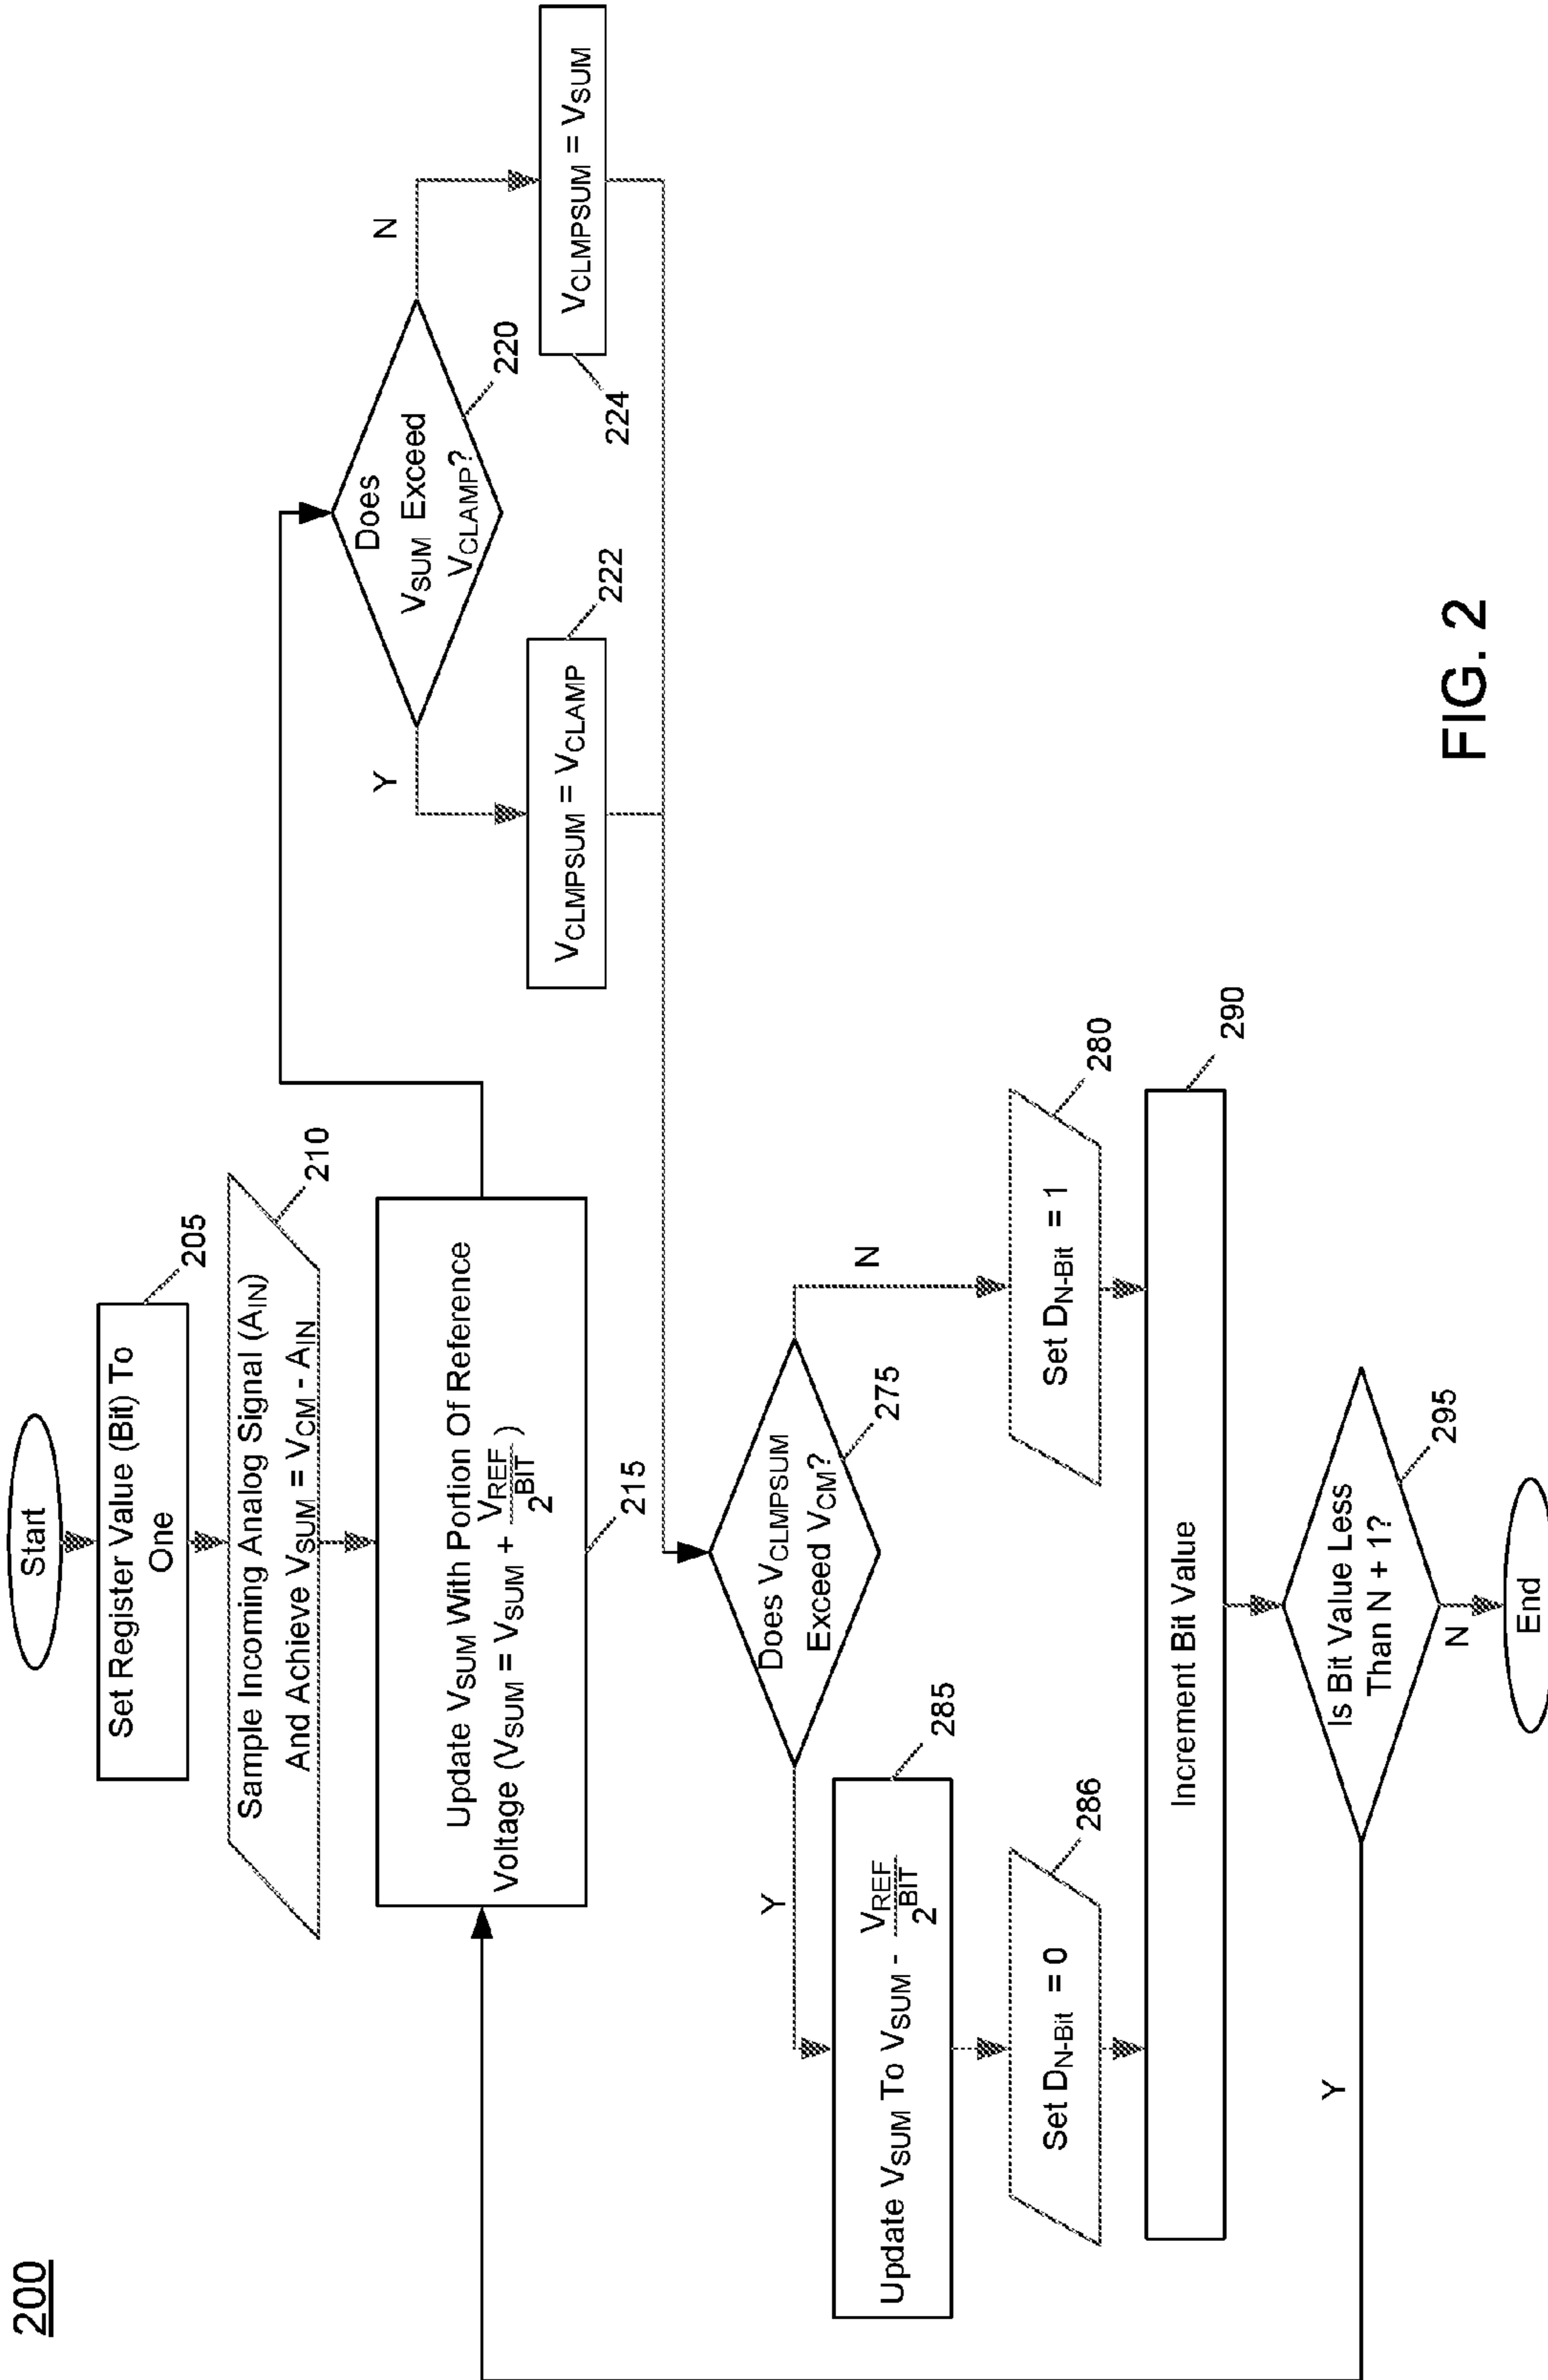 200
Start
Set Register Value (Bit) To
One
205
Sample Incoming Analog Signal (AIN)
And Achieve VSUM = VCM - AIN
210
Update VSUM With Portion Of Reference
Voltage (VSUM = VSUM + VREF / 2^BIT )
215
Does
VSUM Exceed
VCLAMP?
220
Y
N
VCLMPSUM = VCLAMP
222
VCLMPSUM = VSUM
224
Does VCLMPSUM
Exceed VCM?
275
Y
N
Update VSUM To VSUM - VREF / 2^BIT
285
Set DN-Bit = 0
286
Set DN-Bit = 1
280
Increment Bit Value
290
Is Bit Value Less
Than N + 1?
295
Y
N
End
FIG. 2